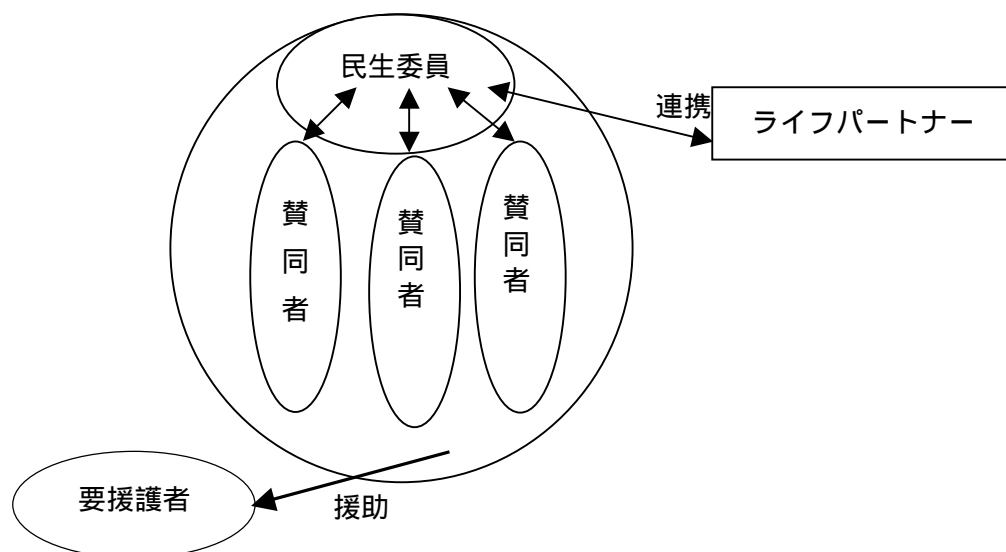 民生委員
連携
ライフパートナー
賛同者
賛同者
賛同者
要援護者
援助